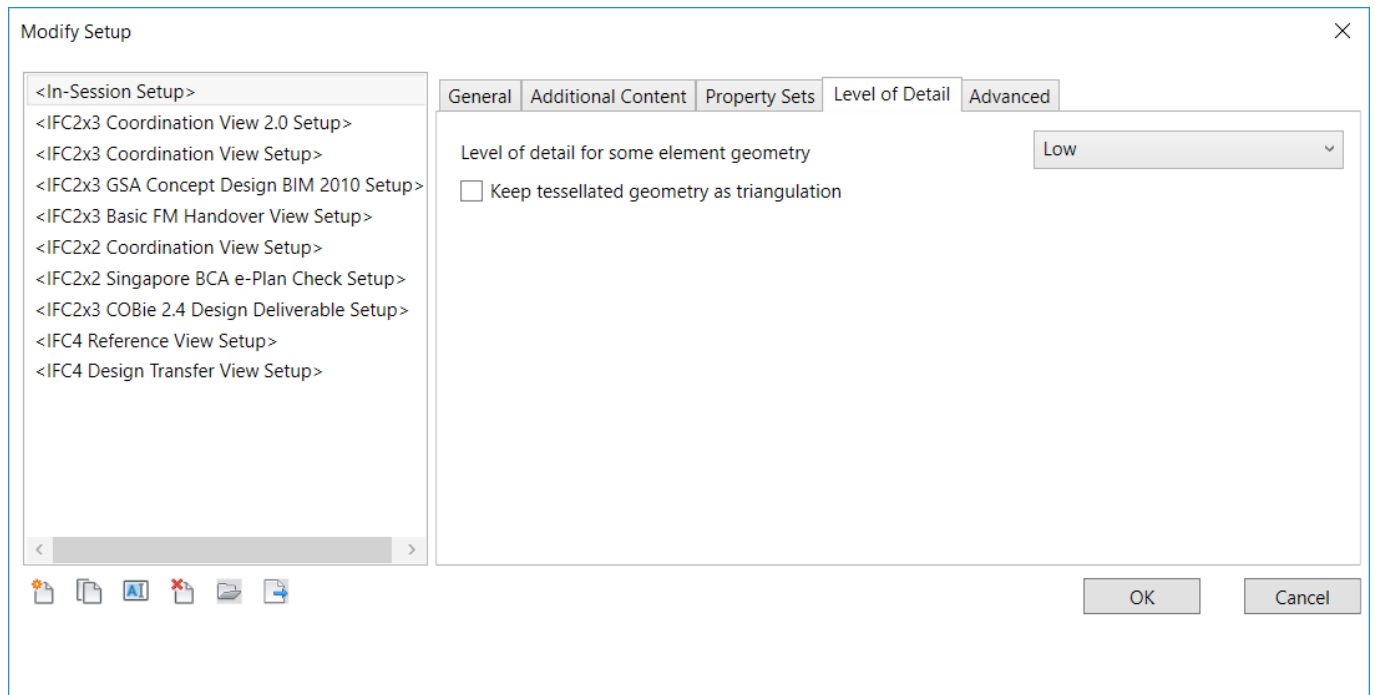 Modify Setup
<In-Session Setup>
<IFC2x3 Coordination View 2.0 Setup>
<IFC2x3 Coordination View Setup>
<IFC2x3 GSA Concept Design BIM 2010 Setup>
<IFC2x3 Basic FM Handover View Setup>
<IFC2x2 Coordination View Setup>
<IFC2x2 Singapore BCA e-Plan Check Setup>
<IFC2x3 COBie 2.4 Design Deliverable Setup>
<IFC4 Reference View Setup>
<IFC4 Design Transfer View Setup>
General Additional Content Property Sets Level of Detail Advanced
Level of detail for some element geometry Low
Keep tessellated geometry as triangulation
AI
OK Cancel